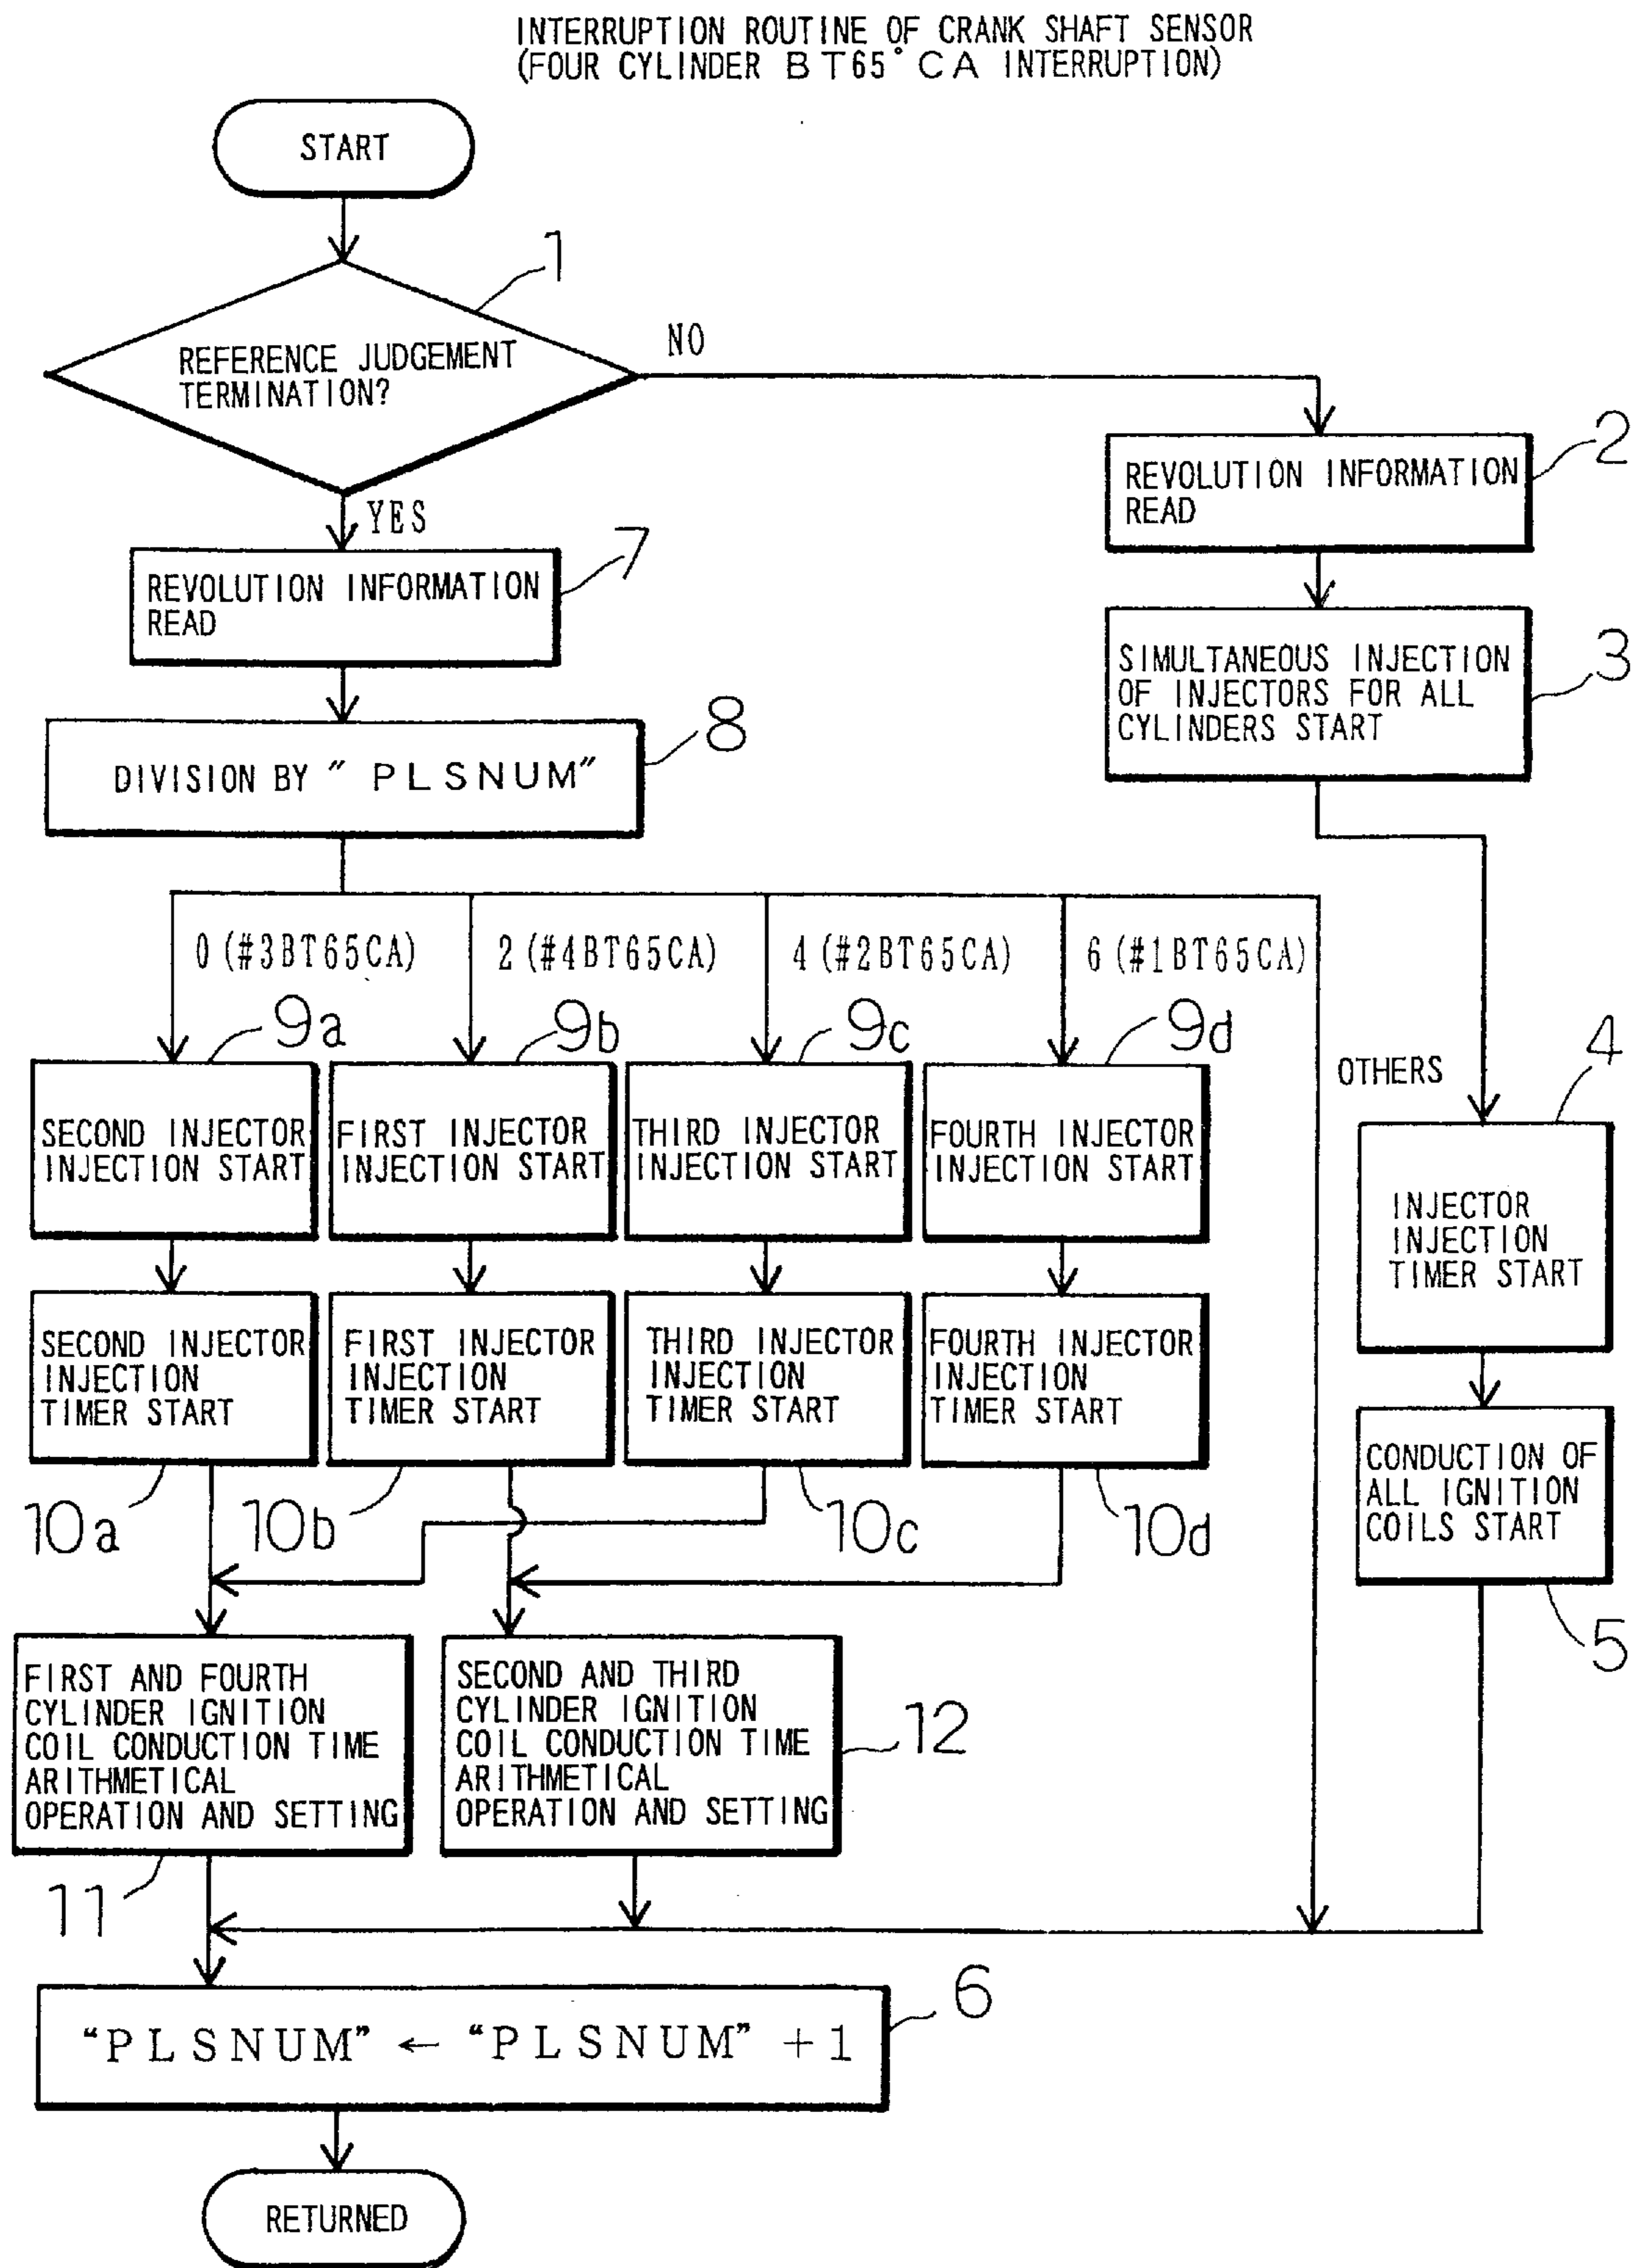 INTERRUPTION ROUTINE OF CRANK SHAFT SENSOR
(FOUR CYLINDER BT65°CA INTERRUPTION)
START
1
REFERENCE JUDGEMENT
TERMINATION?
NO
YES
2
REVOLUTION INFORMATION
READ
7
REVOLUTION INFORMATION
READ
3
SIMULTANEOUS INJECTION
OF INJECTORS FOR ALL
CYLINDERS START
8
DIVISION BY " PLSNUM"
0 (#3BT65CA)
2 (#4BT65CA)
4 (#2BT65CA)
6 (#1BT65CA)
OTHERS
9a
9b
9c
9d
4
SECOND INJECTOR
INJECTION START
FIRST INJECTOR
INJECTION START
THIRD INJECTOR
INJECTION START
FOURTH INJECTOR
INJECTION START
INJECTOR
INJECTION
TIMER START
SECOND INJECTOR
INJECTION
TIMER START
FIRST INJECTOR
INJECTION
TIMER START
THIRD INJECTOR
INJECTION
TIMER START
FOURTH INJECTOR
INJECTION
TIMER START
CONDUCTION OF
ALL IGNITION
COILS START
10a
10b
10c
10d
5
FIRST AND FOURTH
CYLINDER IGNITION
COIL CONDUCTION TIME
ARITHMETICAL
OPERATION AND SETTING
11
SECOND AND THIRD
CYLINDER IGNITION
COIL CONDUCTION TIME
ARITHMETICAL
OPERATION AND SETTING
12
6
"PLSNUM" ← "PLSNUM" +1
RETURNED